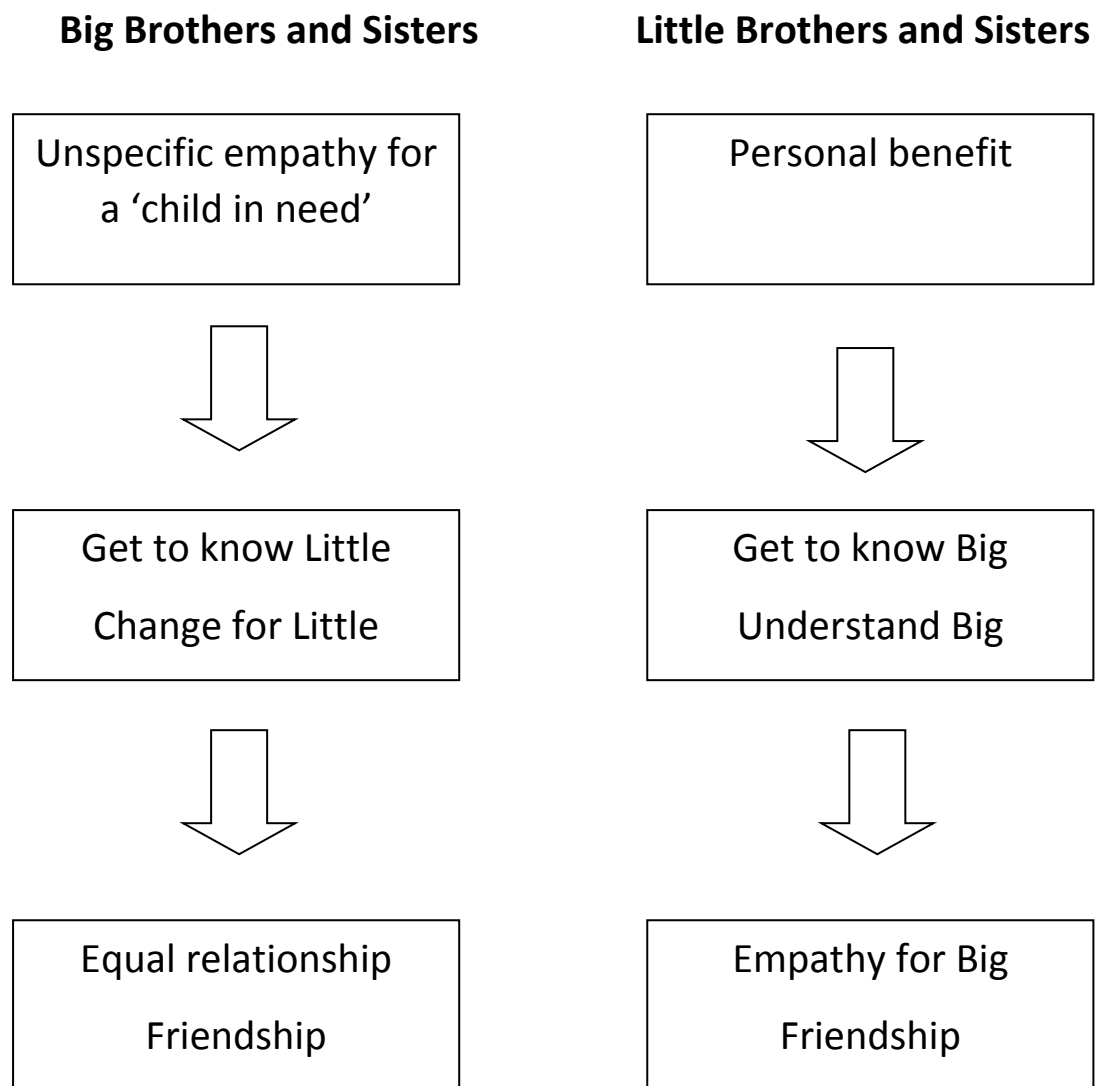 Big Brothers and Sisters
Little Brothers and Sisters
Unspecific empathy for
a ‘child in need’
Personal benefit
Get to know Little
Change for Little
Get to know Big
Understand Big
Equal relationship
Friendship
Empathy for Big
Friendship